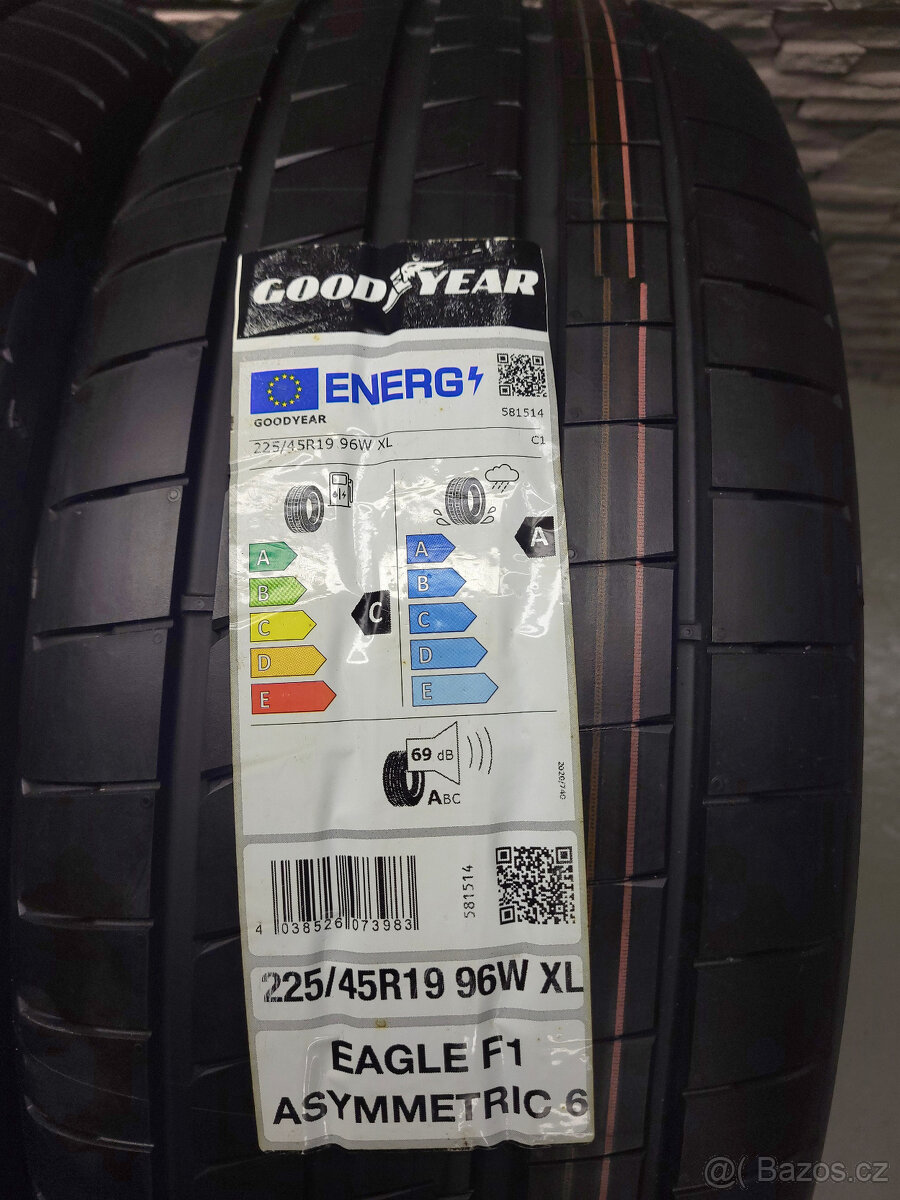 GOODYEAR
ENERG
GOODYEAR
581514
225/45R19 96W XL
C1
A
A
A
B
B
C
C
C
D
D
E
E
69 dB
ABC
2020/740
4 038526 073983
581514
225/45R19 96W XL
EAGLE F1
ASYMMETRIC 6
@( Bazos.cz